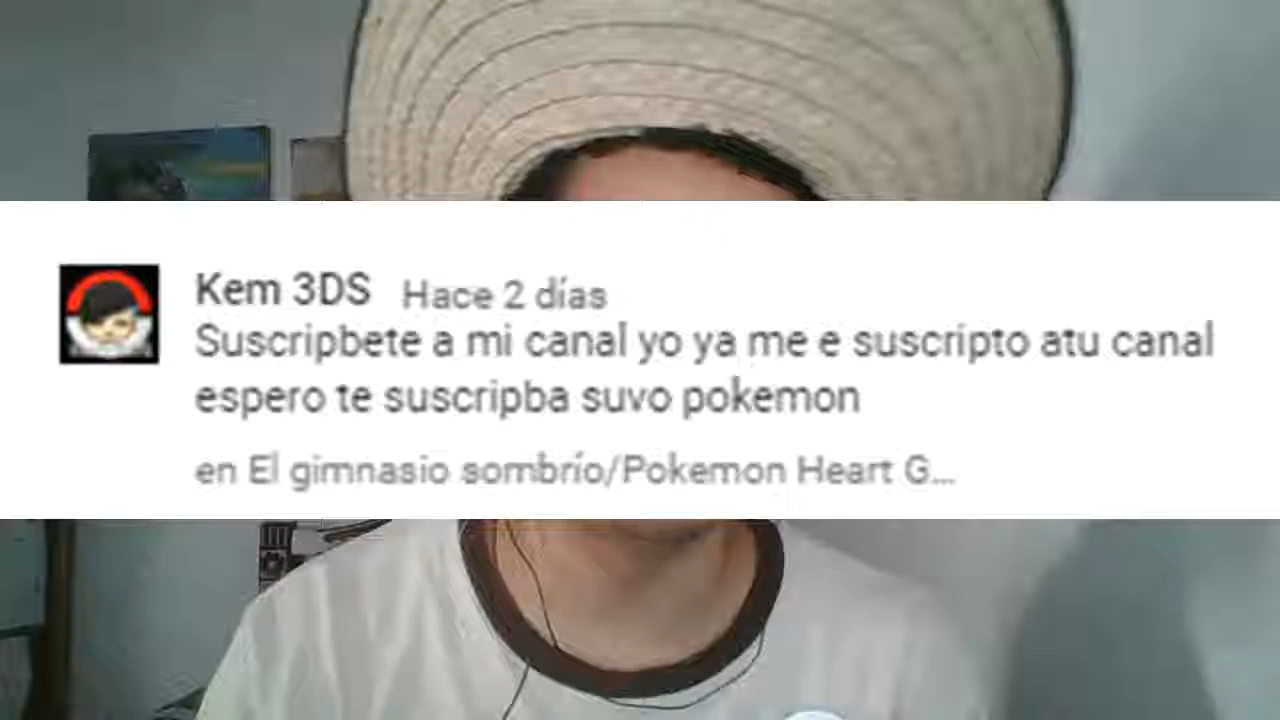 Kem 3DS Hace 2 días
Suscripbete a mi canal yo ya me e suscripto atu canal
espero te suscripba suvo pokemon
en El gimnasio sombrío/Pokemon Heart G...